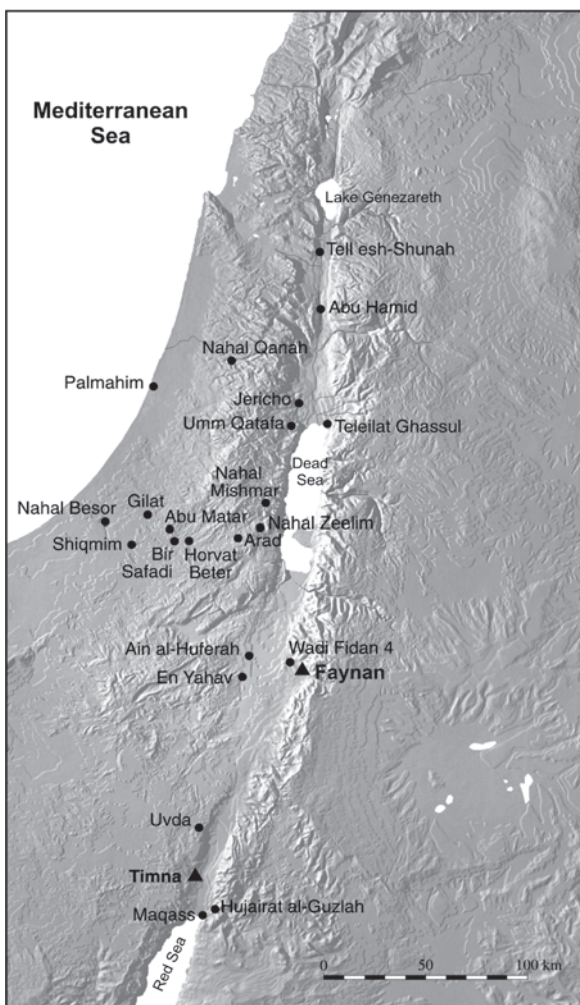 Mediterranean
Sea
Lake Genezareth
Tell esh-Shunah
Abu Hamid
Nahal Qanah
Palmahim
Jericho
Umm Qatafa
Teleilat Ghassul
Dead
Sea
Nahal
Mishmar
Nahal Besor
Gilat
Abu Matar
Nahal Zeelim
Shiqmim
Bir
Safadi
Horvat
Beter
Arad
Ain al-Huferah
Wadi Fidan 4
En Yahav
Faynan
Uvda
Timna
Hujairat al-Guzlah
Maqass
Red Sea
0 50 100 km